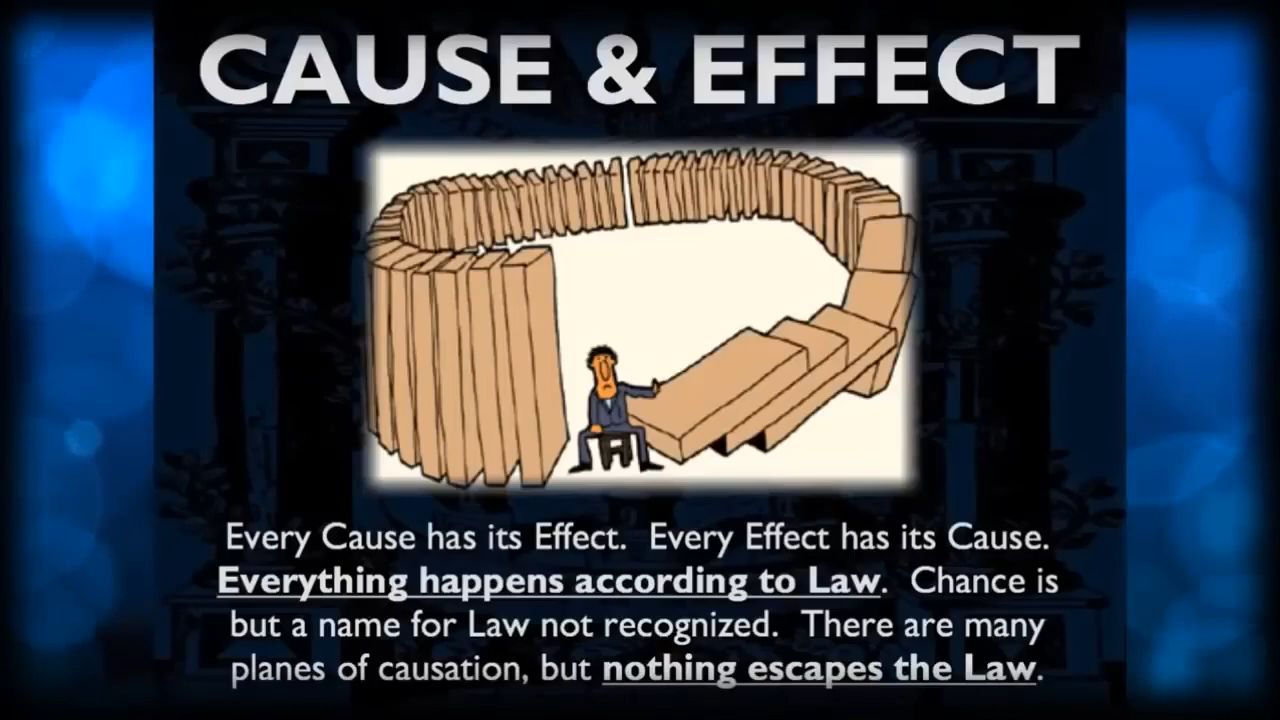 CAUSE & EFFECT
Every Cause has its Effect.  Every Effect has its Cause.
Everything happens according to Law.  Chance is
but a name for Law not recognized.  There are many
planes of causation, but nothing escapes the Law.